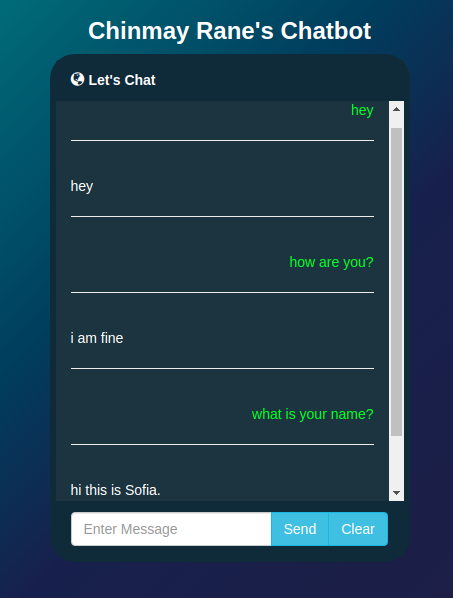 Chinmay Rane's Chatbot
Let's Chat
hey
hey
how are you?
i am fine
what is your name?
hi this is Sofia.
Enter Message Send Clear